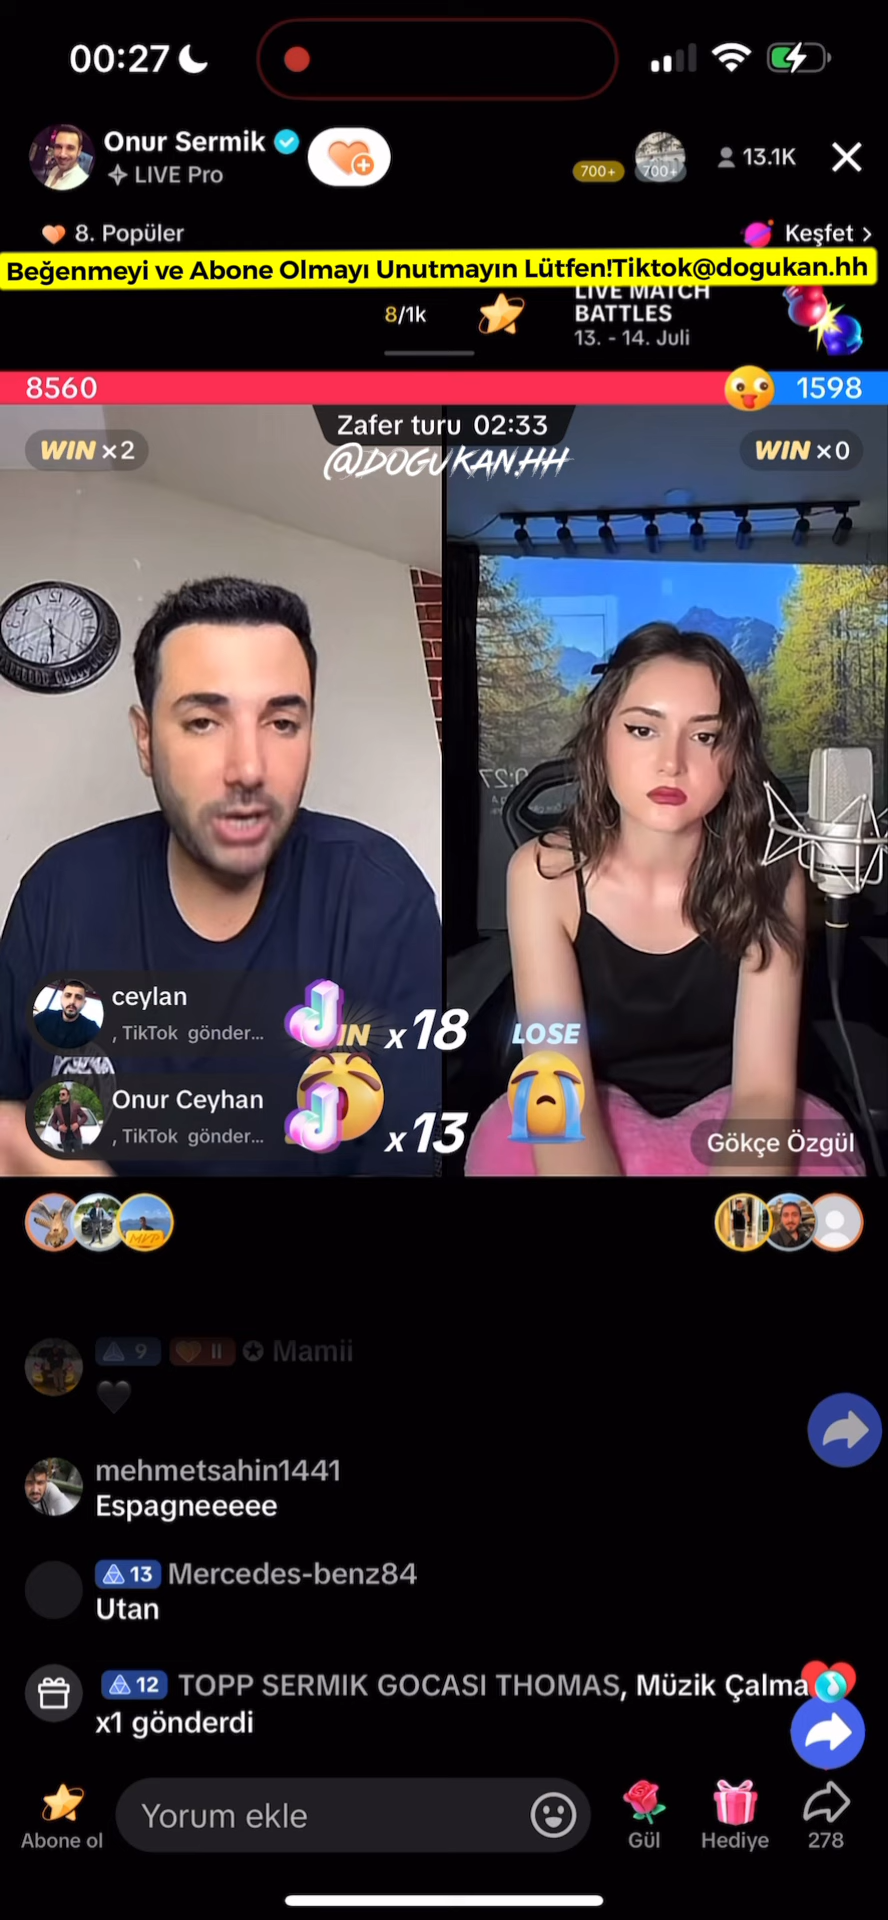 00:27
Onur Sermik
LIVE Pro
700+
700+
13.1K
8. Popüler
Keşfet >
Beğenmeyi ve Abone Olmayı Unutmayın Lütfen!Tiktok@dogukan.hh
8/1k
LIVE MATCH
BATTLES
13. - 14. Juli
8560
1598
Zafer turu 02:33
WIN x2
WIN x0
@DOGUKAN.HH
ceylan
, TikTok gönder...
x18
LOSE
Onur Ceyhan
, TikTok gönder...
x13
Gökçe Özgül
MVP
9
II
Mamii
mehmetsahin1441
Espagneeeee
13 Mercedes-benz84
Utan
12 TOPP SERMIK GOCASI THOMAS, Müzik Çalma
x1 gönderdi
Abone ol
Yorum ekle
Gül
Hediye
278